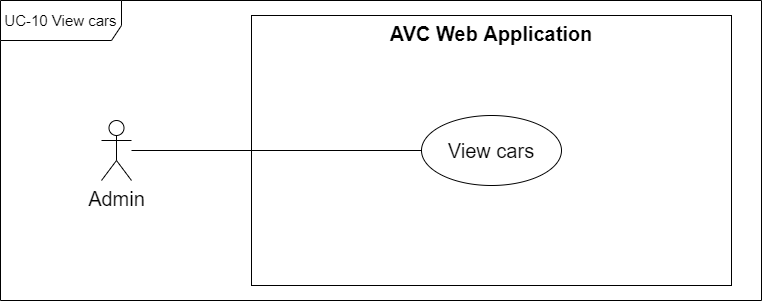 UC-10 View cars
AVC Web Application
View cars
Admin